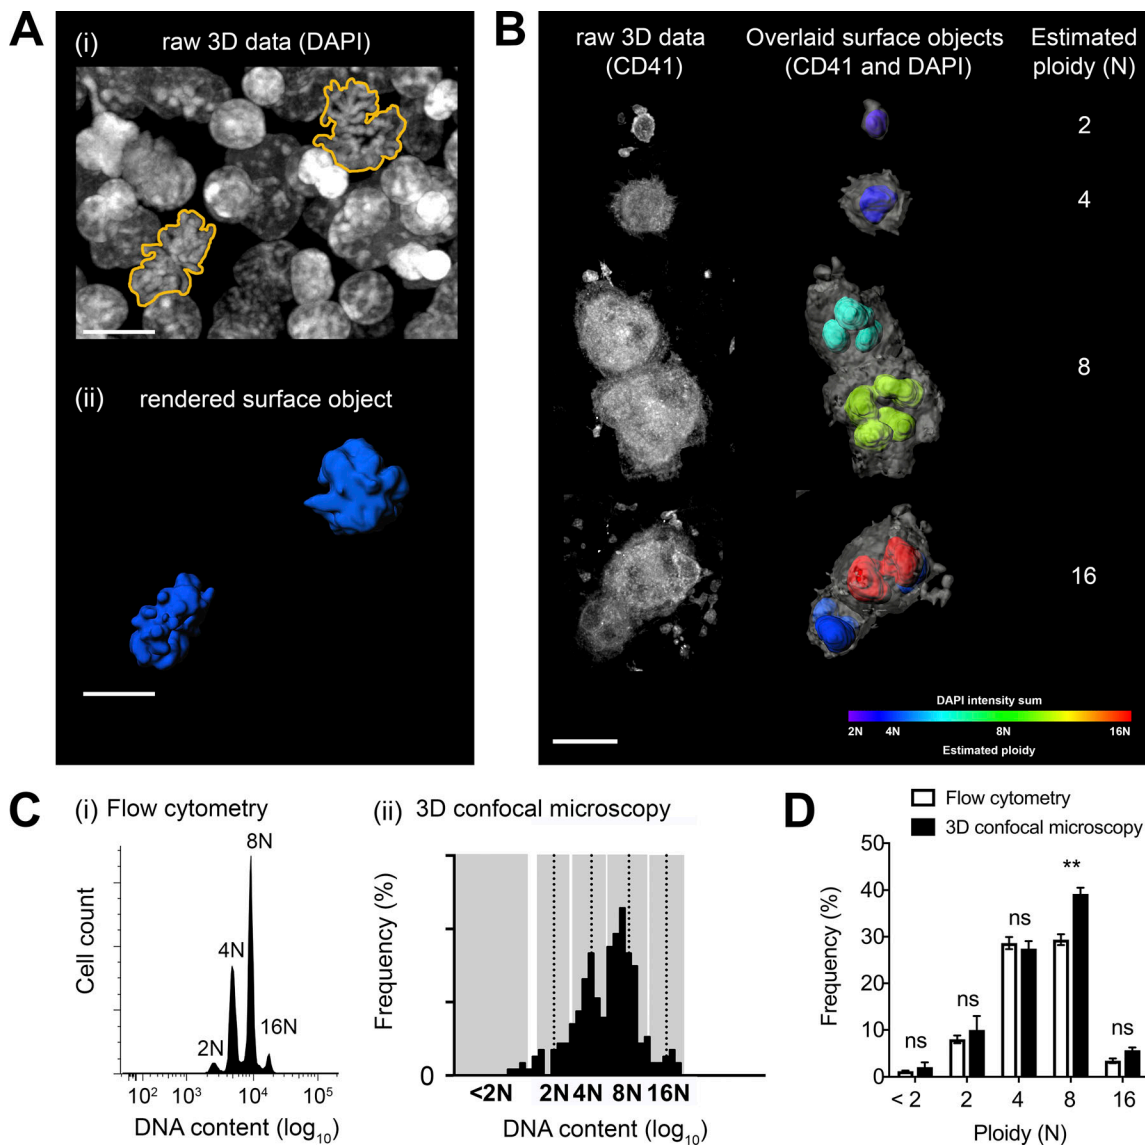 A
(i) raw 3D data (DAPI)
(ii) rendered surface object
B
raw 3D data
(CD41)
Overlaid surface objects
(CD41 and DAPI)
Estimated
ploidy (N)
2
4
8
16
DAPI intensity sum
2N 4N 8N 16N
Estimated ploidy
C
(i) Flow cytometry
Cell count
2N
4N
8N
16N
10² 10³ 10⁴ 10⁵
DNA content (log₁₀)
(ii) 3D confocal microscopy
Frequency (%)
0
<2N 2N 4N 8N 16N
DNA content (log₁₀)
D
Flow cytometry
3D confocal microscopy
Frequency (%)
50
40
30
20
10
0
ns
ns
ns
**
ns
< 2 2 4 8 16
Ploidy (N)